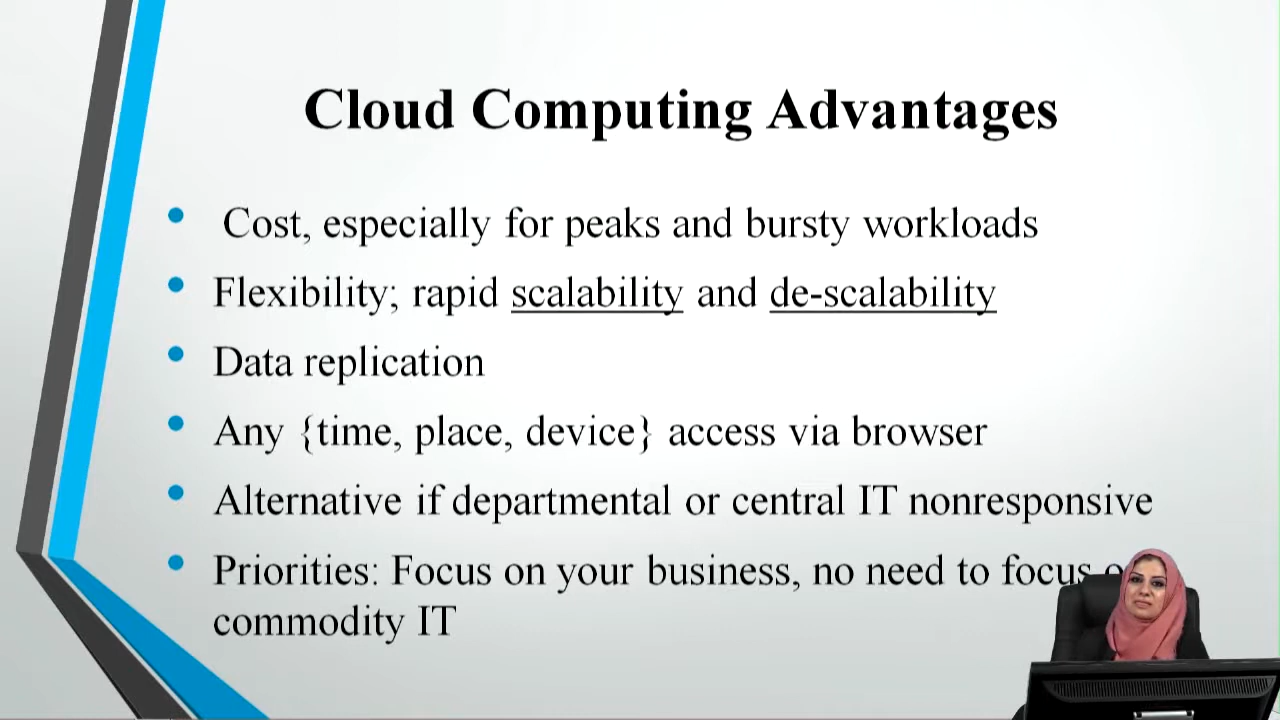 Cloud Computing Advantages
• Cost, especially for peaks and bursty workloads
• Flexibility; rapid scalability and de-scalability
• Data replication
• Any {time, place, device} access via browser
• Alternative if departmental or central IT nonresponsive
• Priorities: Focus on your business, no need to focus
commodity IT